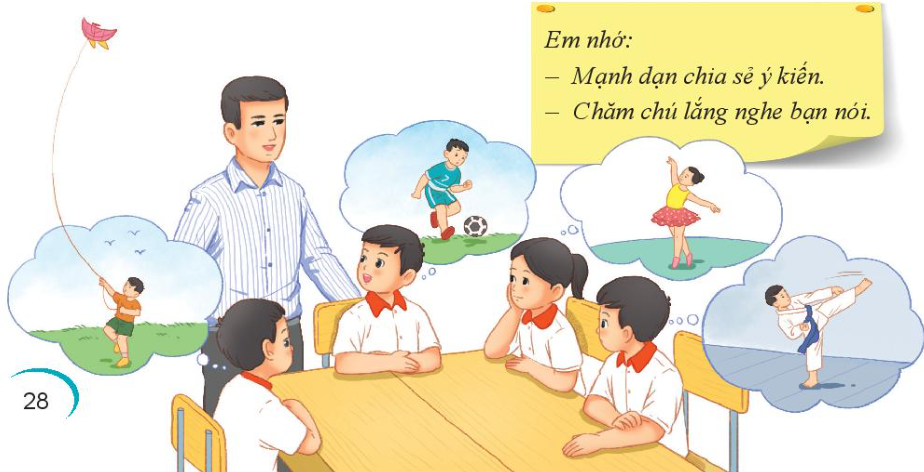 Em nhớ:
– Mạnh dạn chia sẻ ý kiến.
– Chăm chú lắng nghe bạn nói.
28